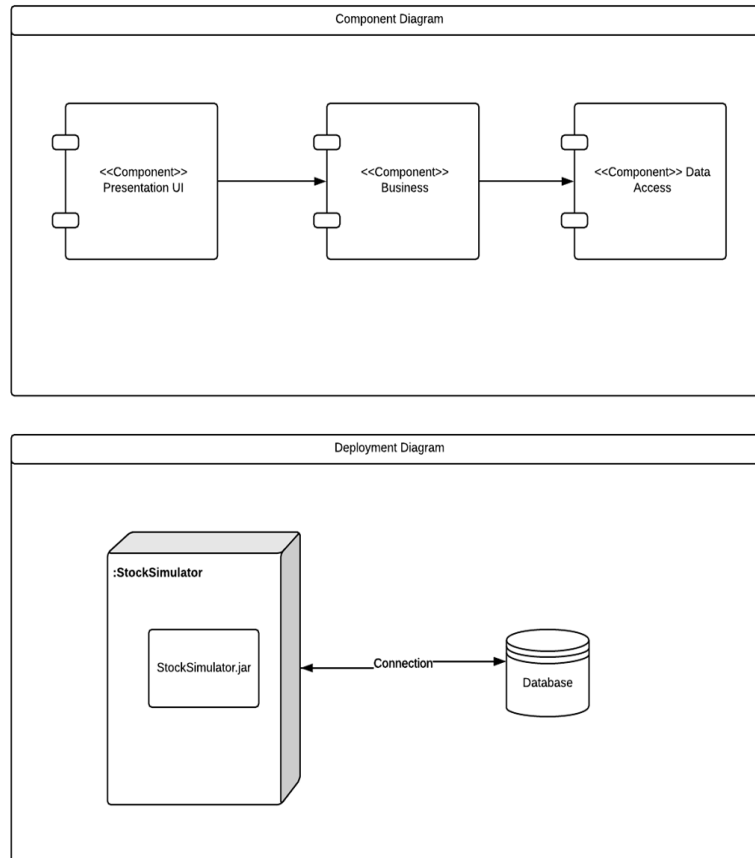 Component Diagram
<<Component>>
Presentation UI
<<Component>>
Business
<<Component>> Data
Access
Deployment Diagram
:StockSimulator
StockSimulator.jar
Connection
Database